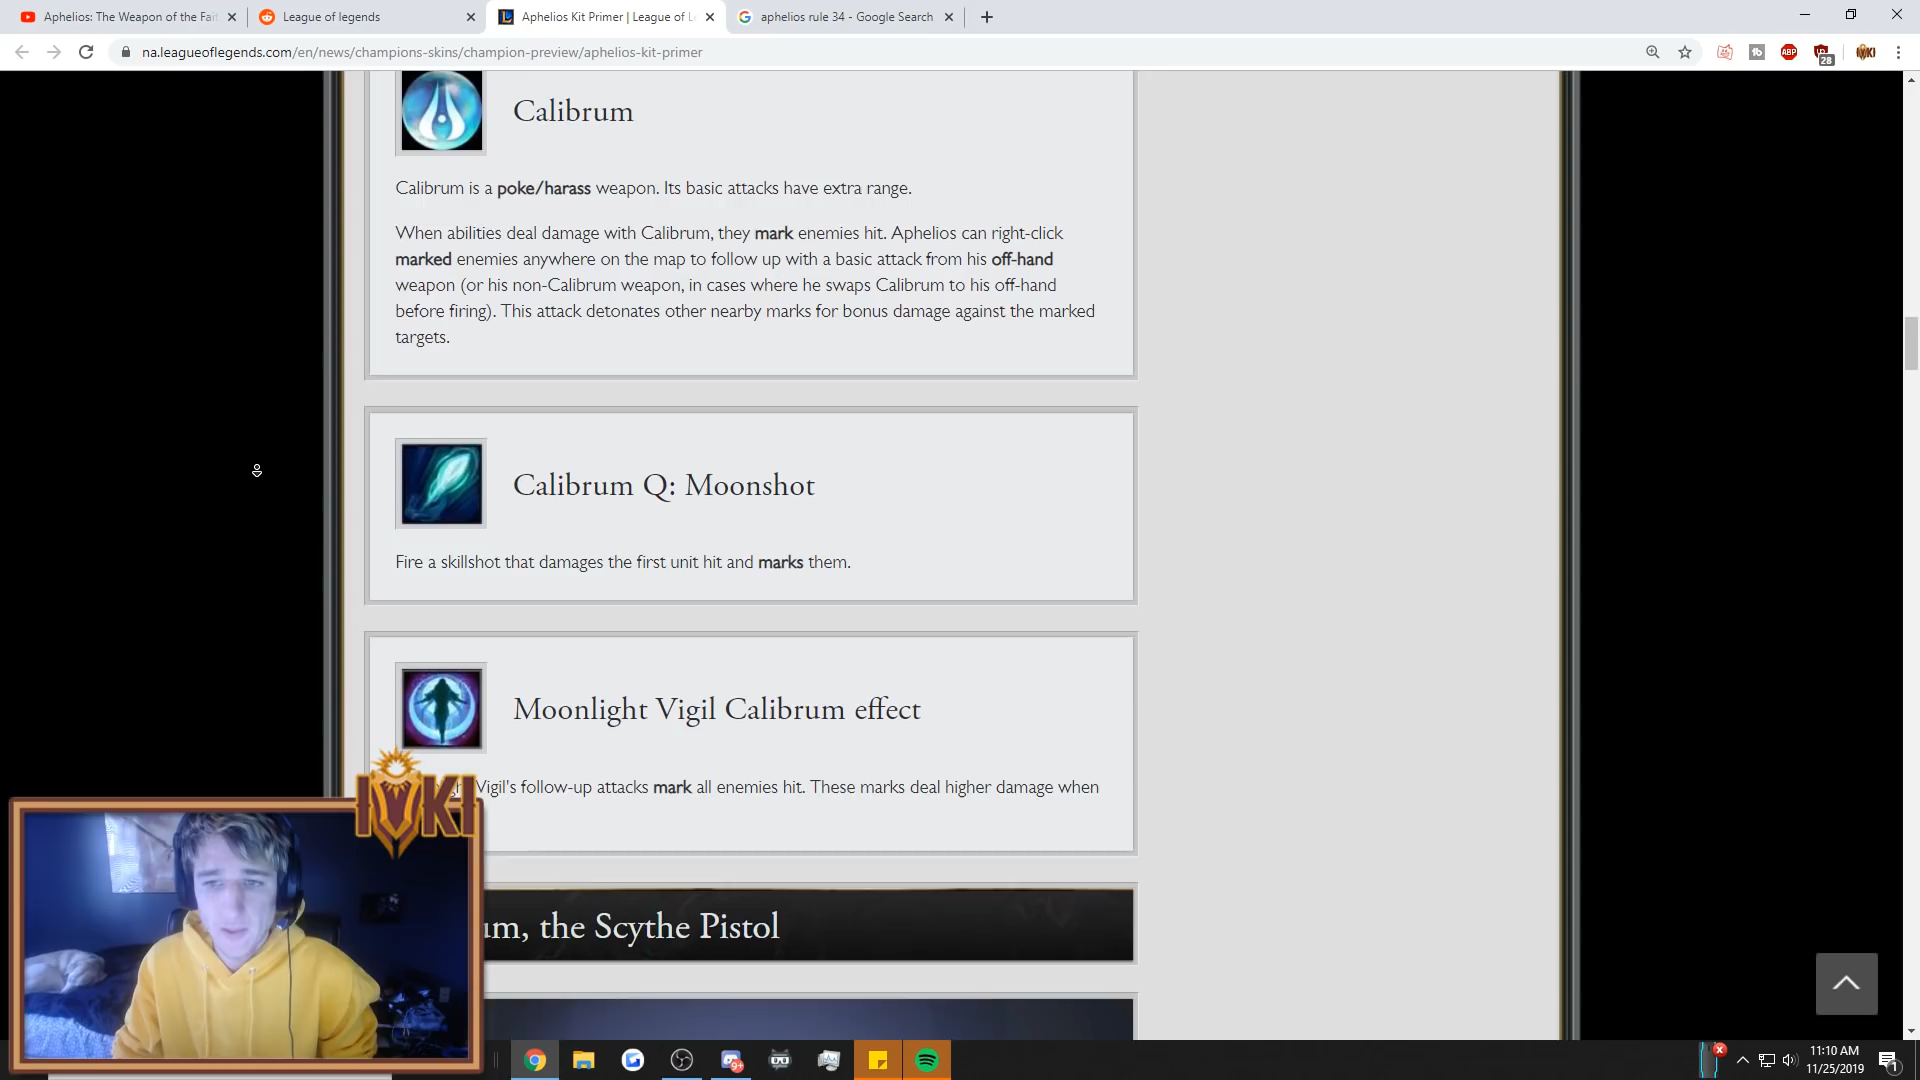 Aphelios: The Weapon of the Fait
League of legends
Aphelios Kit Primer | League of L
aphelios rule 34 - Google Search
na.leagueoflegends.com/en/news/champions-skins/champion-preview/aphelios-kit-primer
ABP
28
IWKI
Calibrum
Calibrum is a poke/harass weapon. Its basic attacks have extra range.
When abilities deal damage with Calibrum, they mark enemies hit. Aphelios can right-click
marked enemies anywhere on the map to follow up with a basic attack from his off-hand
weapon (or his non-Calibrum weapon, in cases where he swaps Calibrum to his off-hand
before firing). This attack detonates other nearby marks for bonus damage against the marked
targets.
Calibrum Q: Moonshot
Fire a skillshot that damages the first unit hit and marks them.
Moonlight Vigil Calibrum effect
Vigil's follow-up attacks mark all enemies hit. These marks deal higher damage when
IWKI
um, the Scythe Pistol
9+
11:10 AM
11/25/2019
1